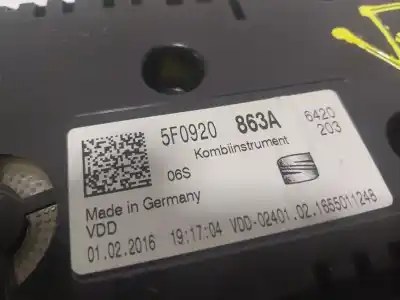 5F0920 863A 6420
203
Kombiinstrument
06S
Made in Germany
VDD
01.02.2016 19:17:04 VDD-02401.02.1655011248